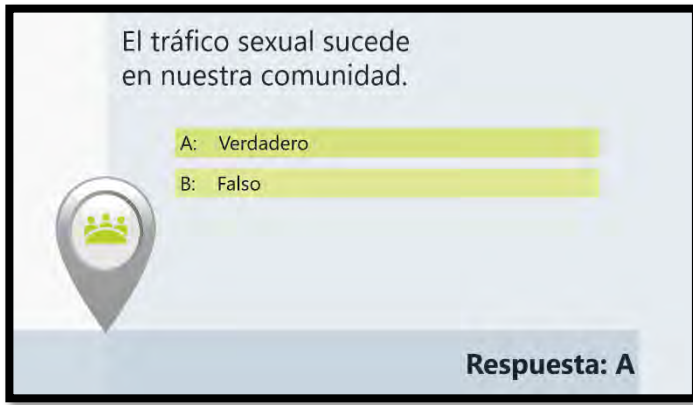 El tráfico sexual sucede
en nuestra comunidad.
A: Verdadero
B: Falso
Respuesta: A